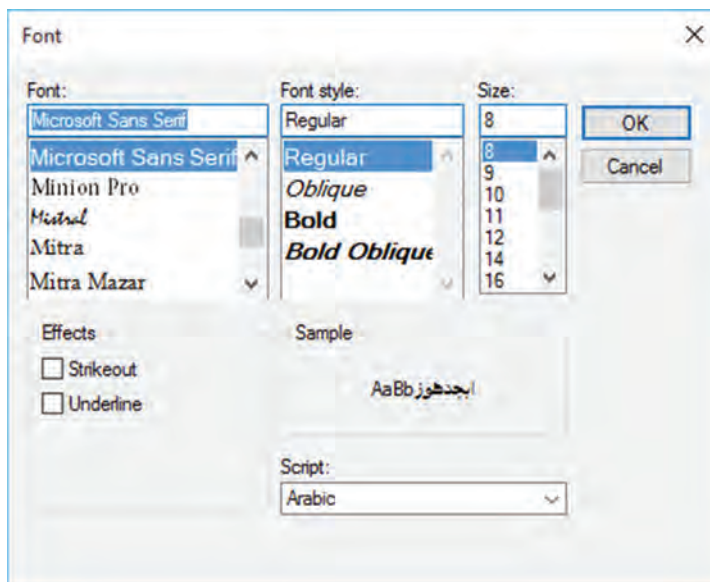 Font
Font:
Microsoft Sans Serif
Microsoft Sans Serif
Minion Pro
Mistral
Mitra
Mitra Mazar
Font style:
Regular
Regular
Oblique
Bold
Bold Oblique
Size:
8
8
9
10
11
12
14
16
OK
Cancel
Effects
Strikeout
Underline
Sample
AaBbابجدهوز
Script:
Arabic